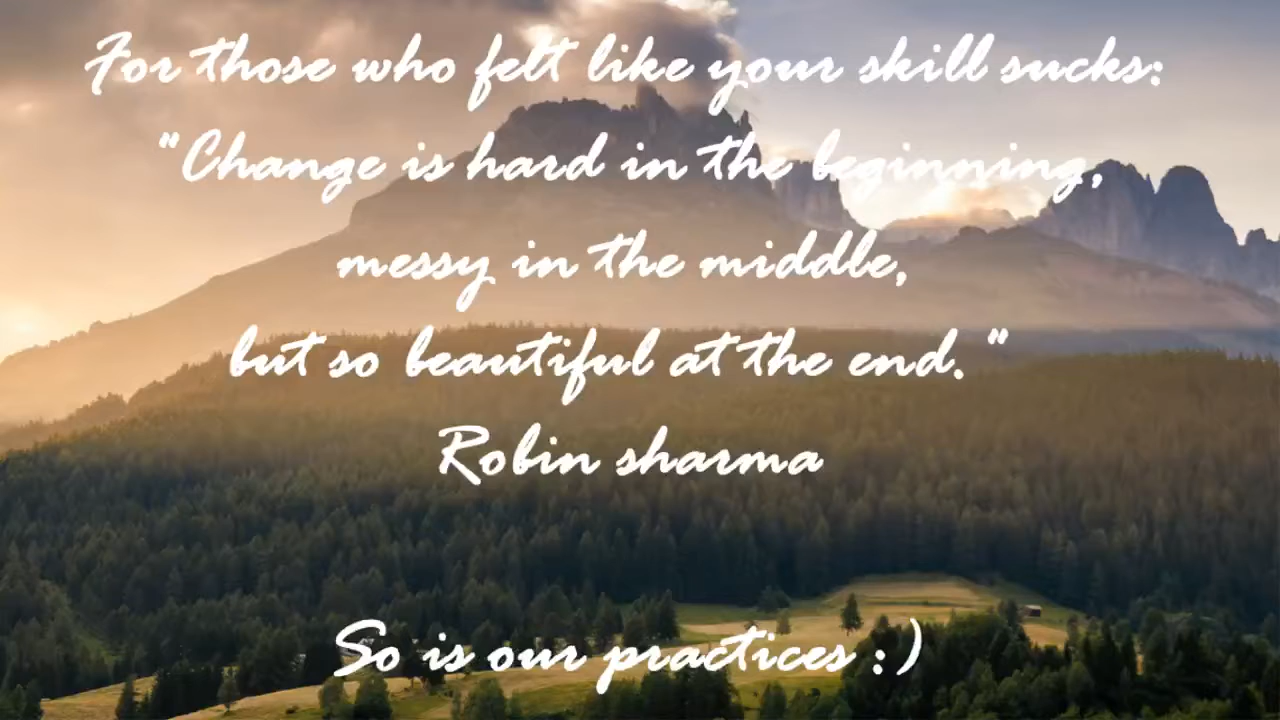 For those who felt like your skill sucks:
"Change is hard in the beginning,
messy in the middle,
but so beautiful at the end."
Robin sharma
So is our practices :)